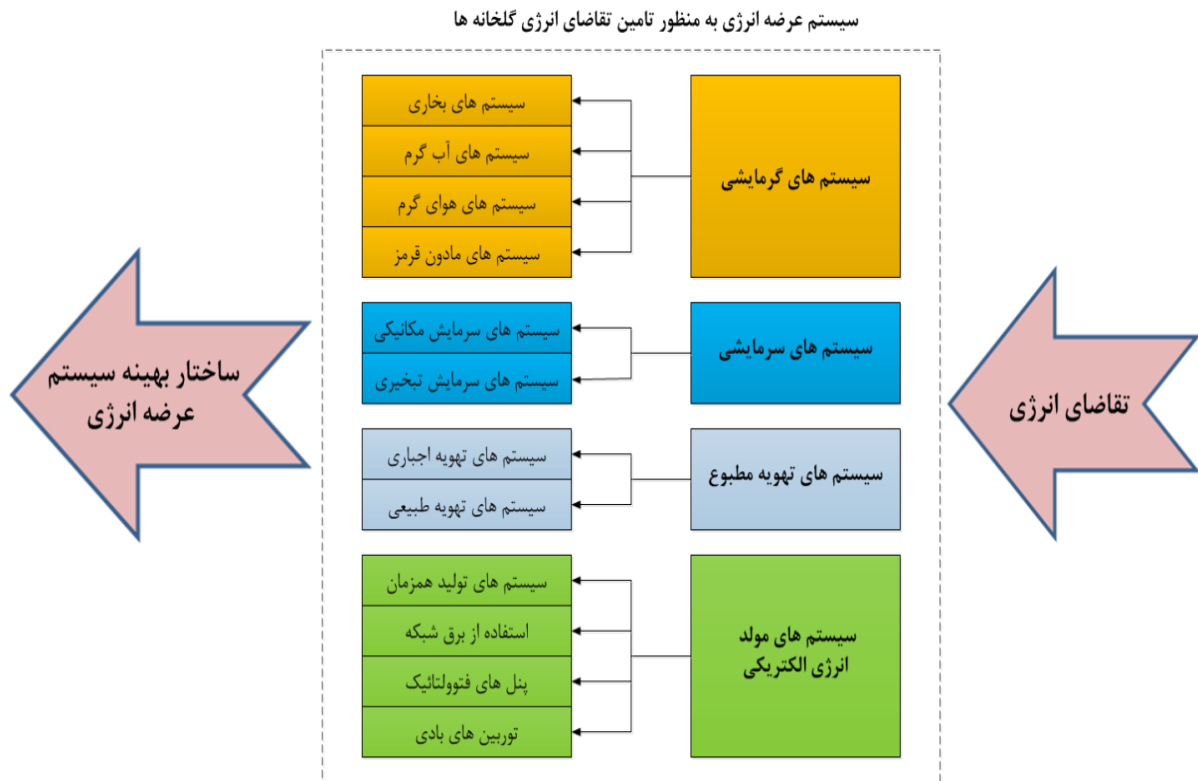 سیستم عرضه انرژی به منظور تامین تقاضای انرژی گلخانه ها
تقاضای انرژی
سیستم های گرمایشی
سیستم های بخاری
سیستم های آب گرم
سیستم های هوای گرم
سیستم های مادون قرمز
سیستم های سرمایشی
سیستم های سرمایش مکانیکی
سیستم های سرمایش تبخیری
سیستم های تهویه مطبوع
سیستم های تهویه اجباری
سیستم های تهویه طبیعی
سیستم های مولد
انرژی الکتریکی
سیستم های تولید همزمان
استفاده از برق شبکه
پنل های فتوولتائیک
توربین های بادی
ساختار بهینه سیستم
عرضه انرژی